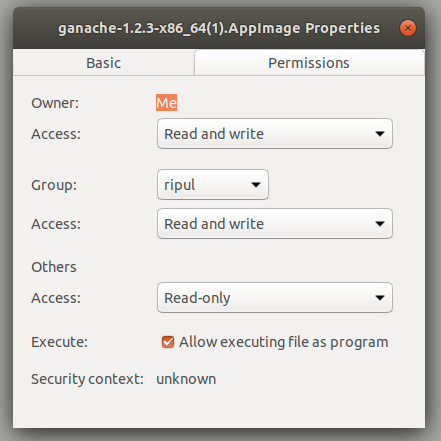 ganache-1.2.3-x86_64(1).AppImage Properties
Basic Permissions
Owner: Me
Access: Read and write
Group: ripul
Access: Read and write
Others
Access: Read-only
Execute: Allow executing file as program
Security context: unknown